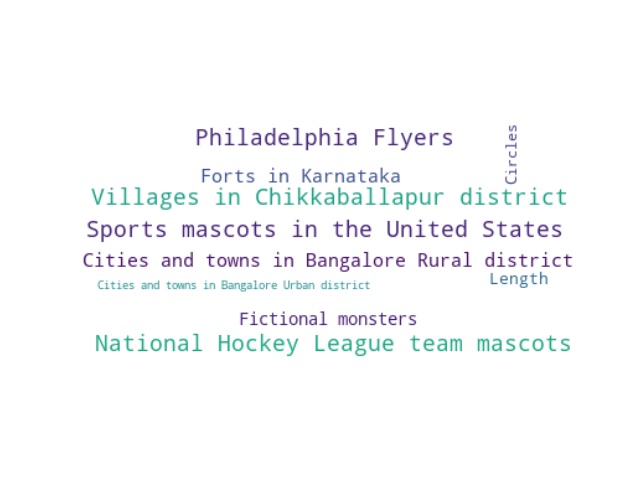 Philadelphia Flyers
Circles
Forts in Karnataka
Villages in Chikkaballapur district
Sports mascots in the United States
Cities and towns in Bangalore Rural district
Length
Cities and towns in Bangalore Urban district
Fictional monsters
National Hockey League team mascots